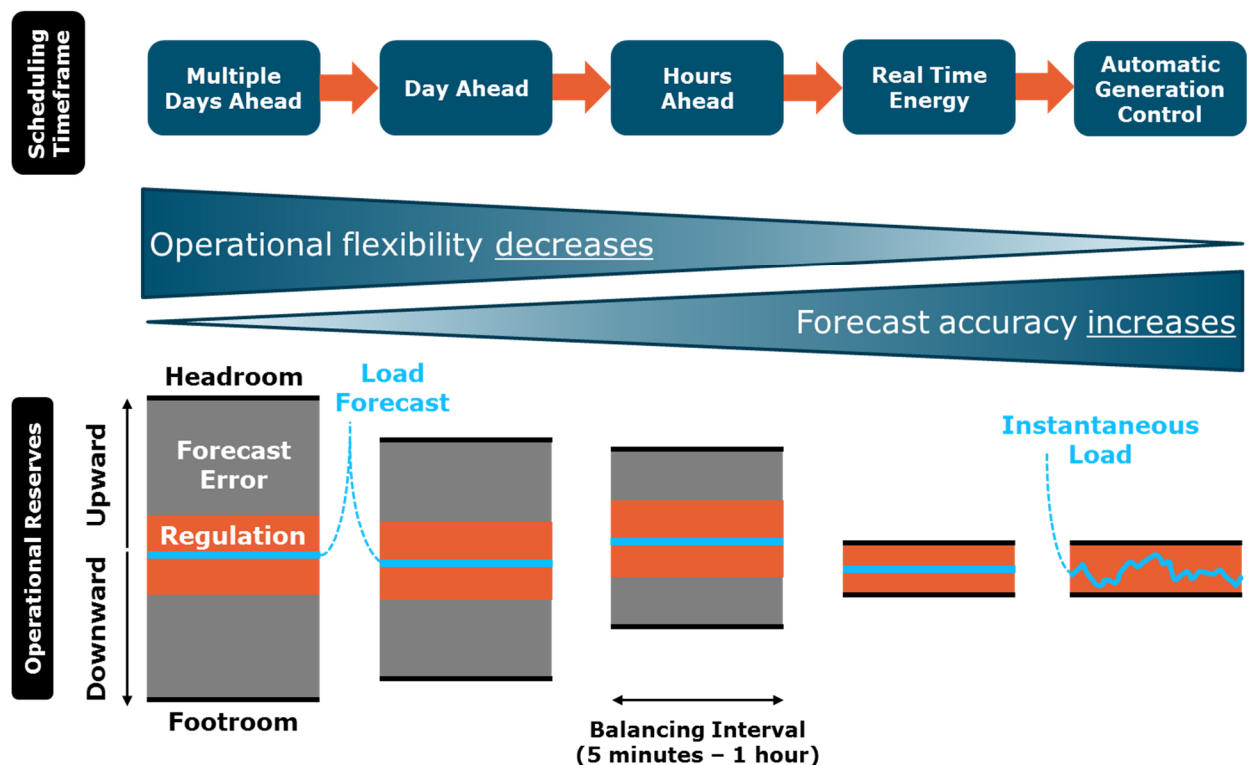 Scheduling
Timeframe
Multiple
Days Ahead
Day Ahead
Hours
Ahead
Real Time
Energy
Automatic
Generation
Control
Operational flexibility decreases
Forecast accuracy increases
Operational Reserves
Upward
Downward
Headroom
Forecast
Error
Regulation
Footroom
Load
Forecast
Instantaneous
Load
Balancing Interval
(5 minutes – 1 hour)